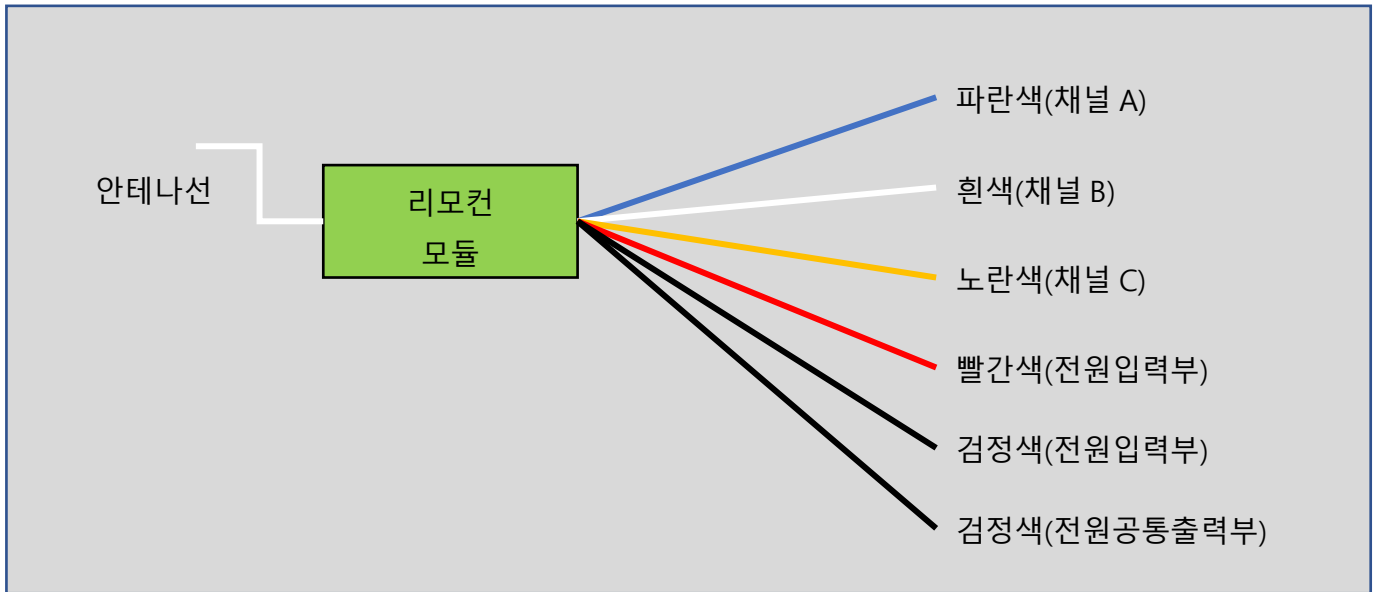 파란색(채널 A)
안테나선
리모컨
모듈
흰색(채널 B)
노란색(채널 C)
빨간색(전원입력부)
검정색(전원입력부)
검정색(전원공통출력부)